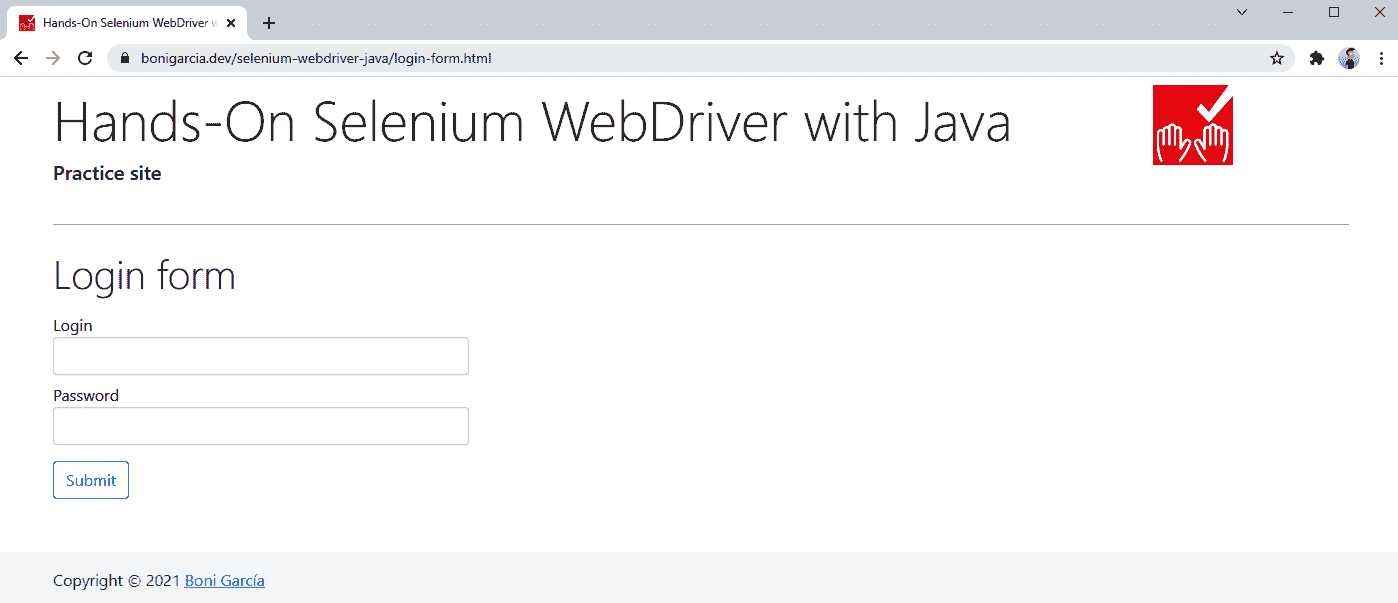 Hands-On Selenium WebDriver w
bonigarcia.dev/selenium-webdriver-java/login-form.html
Hands-On Selenium WebDriver with Java
Practice site
Login form
Login
Password
Submit
Copyright © 2021 Boni García